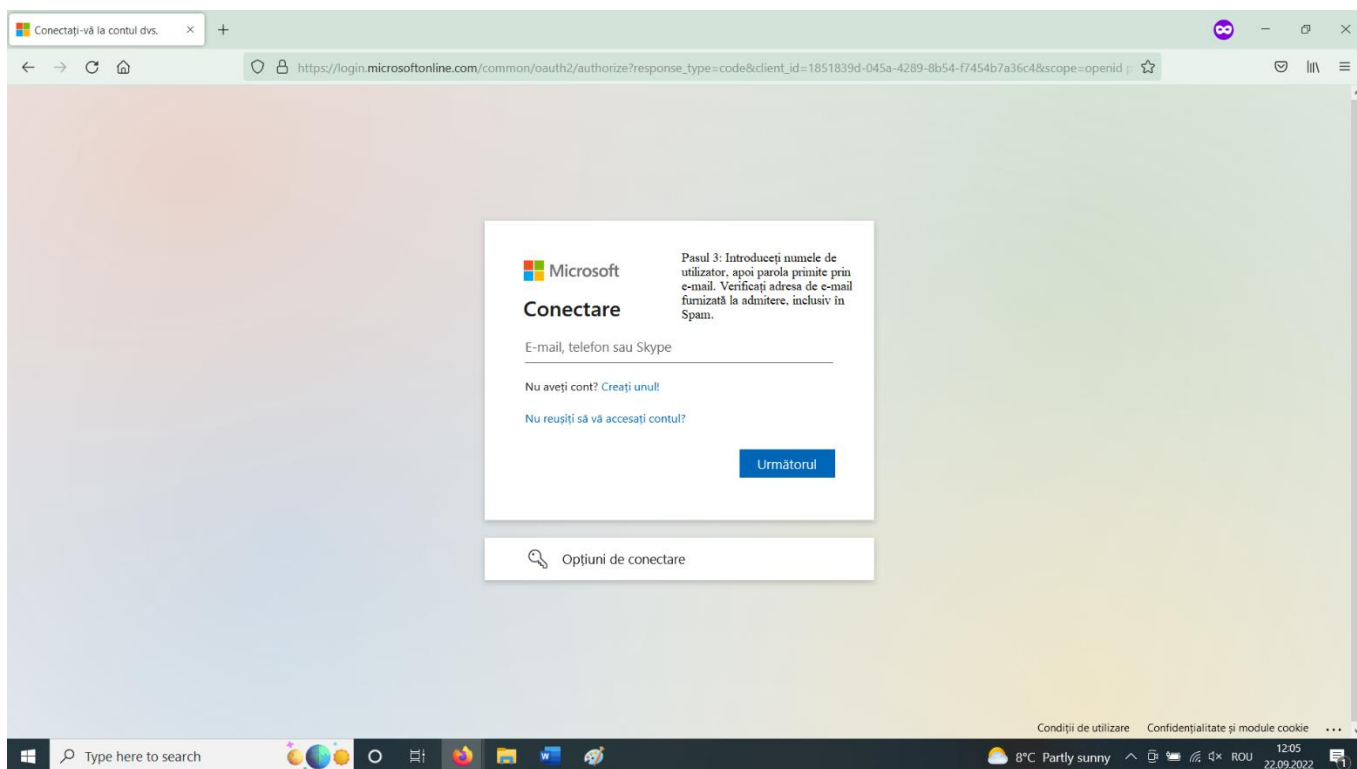 Conectați-vă la contul dvs.
https://login.microsoftonline.com/common/oauth2/authorize?response_type=code&client_id=1851839d-045a-4289-8b54-f7454b7a36c4&scope=openid p
Microsoft
Pasul 3: Introduceți numele de
utilizator, apoi parola primite prin
e-mail. Verificați adresa de e-mail
furnizată la admitere, inclusiv în
Spam.
Conectare
E-mail, telefon sau Skype
Nu aveți cont? Creați unul!
Nu reușiți să vă accesați contul?
Următorul
Opțiuni de conectare
Condiții de utilizare Confidențialitate și module cookie ...
Type here to search
8°C Partly sunny
ROU
12:05
22.09.2022
1